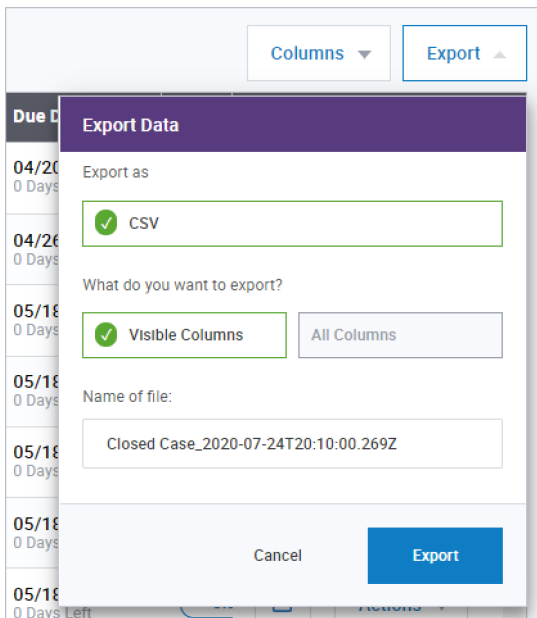 Columns
Export
Due D
Export Data
04/20
0 Days
Export as
CSV
04/26
0 Days
What do you want to export?
05/18
0 Days
Visible Columns
All Columns
05/18
0 Days
Name of file:
Closed Case_2020-07-24T20:10:00.269Z
05/18
0 Days
05/18
0 Days
Cancel
Export
05/18
0 Days Left
Actions